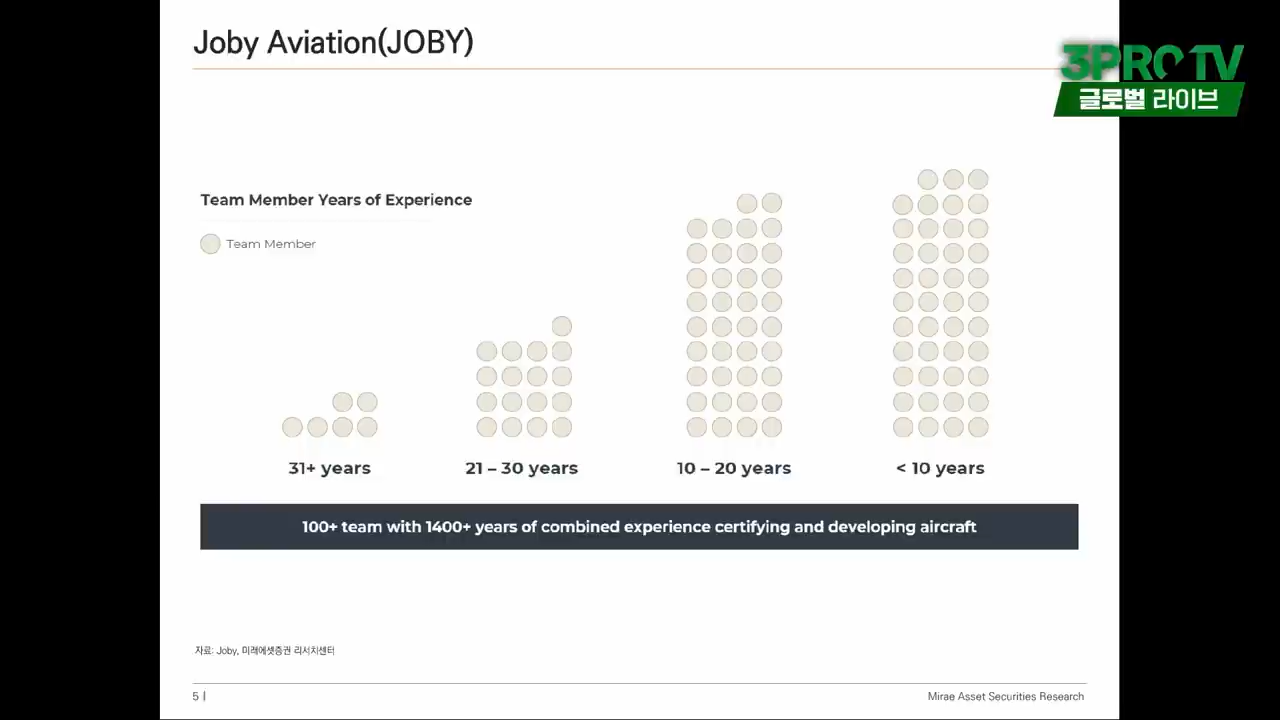 Joby Aviation(JOBY)
3PRO TV
글로벌 라이브
Team Member Years of Experience
Team Member
31+ years
21 – 30 years
10 – 20 years
< 10 years
100+ team with 1400+ years of combined experience certifying and developing aircraft
자료: Joby, 미래에셋증권 리서치센터
5 |
Mirae Asset Securities Research